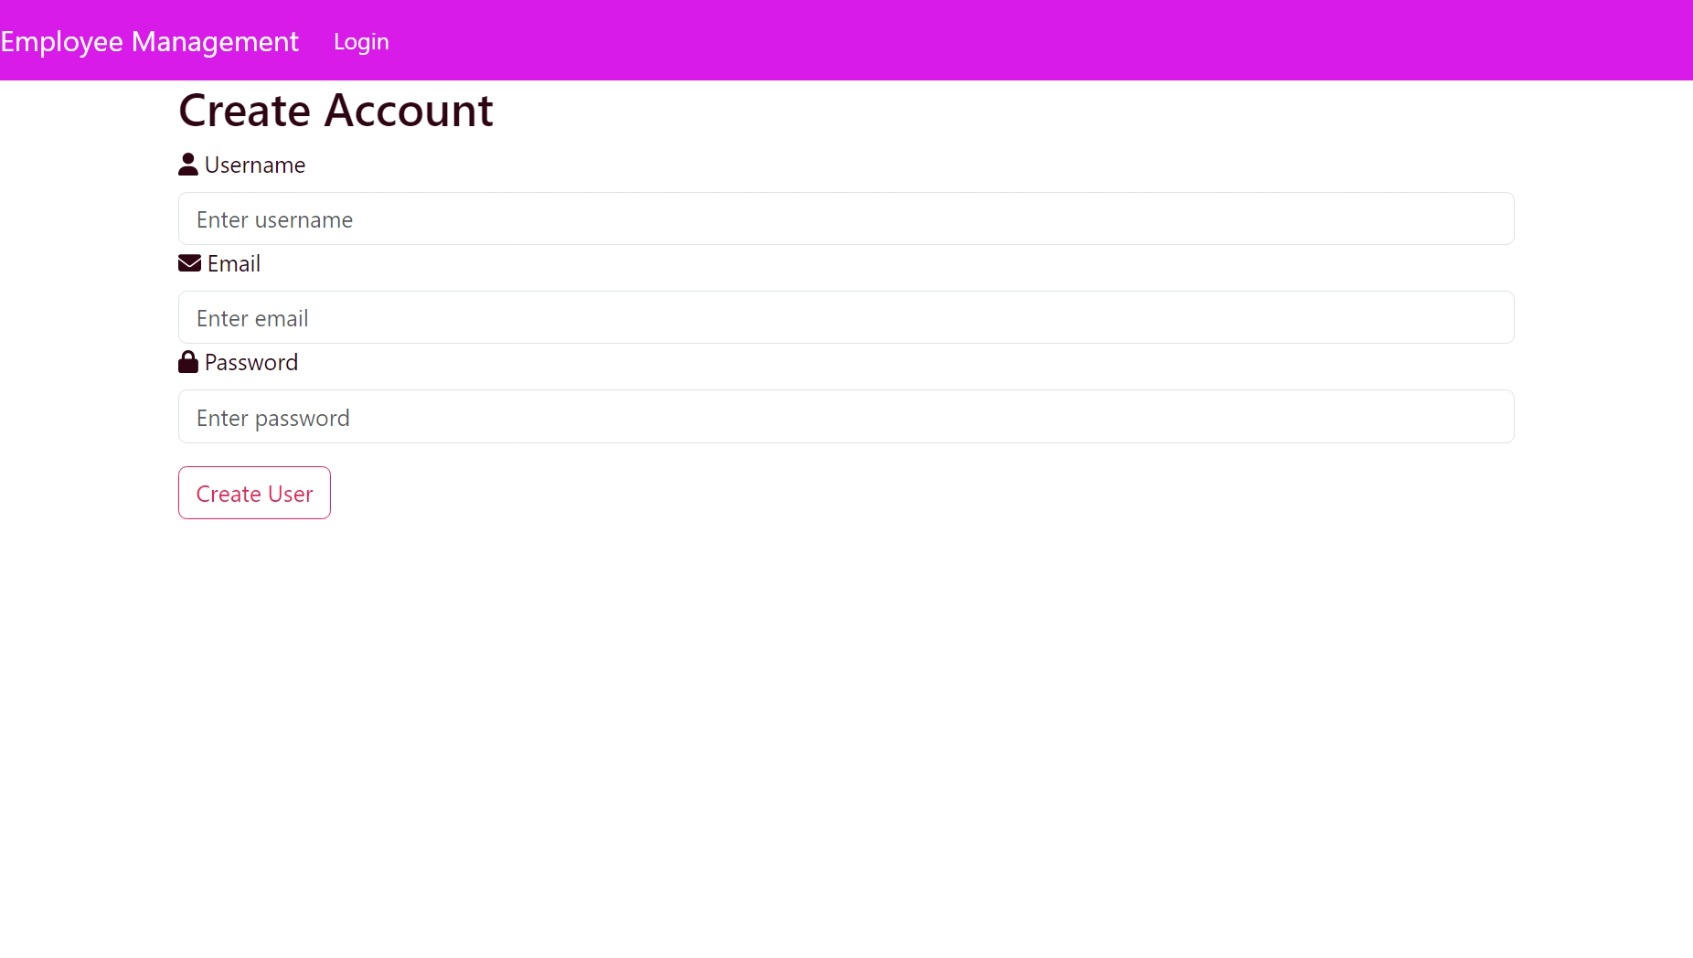 Employee Management Login
Create Account
Username
Enter username
Email
Enter email
Password
Enter password
Create User